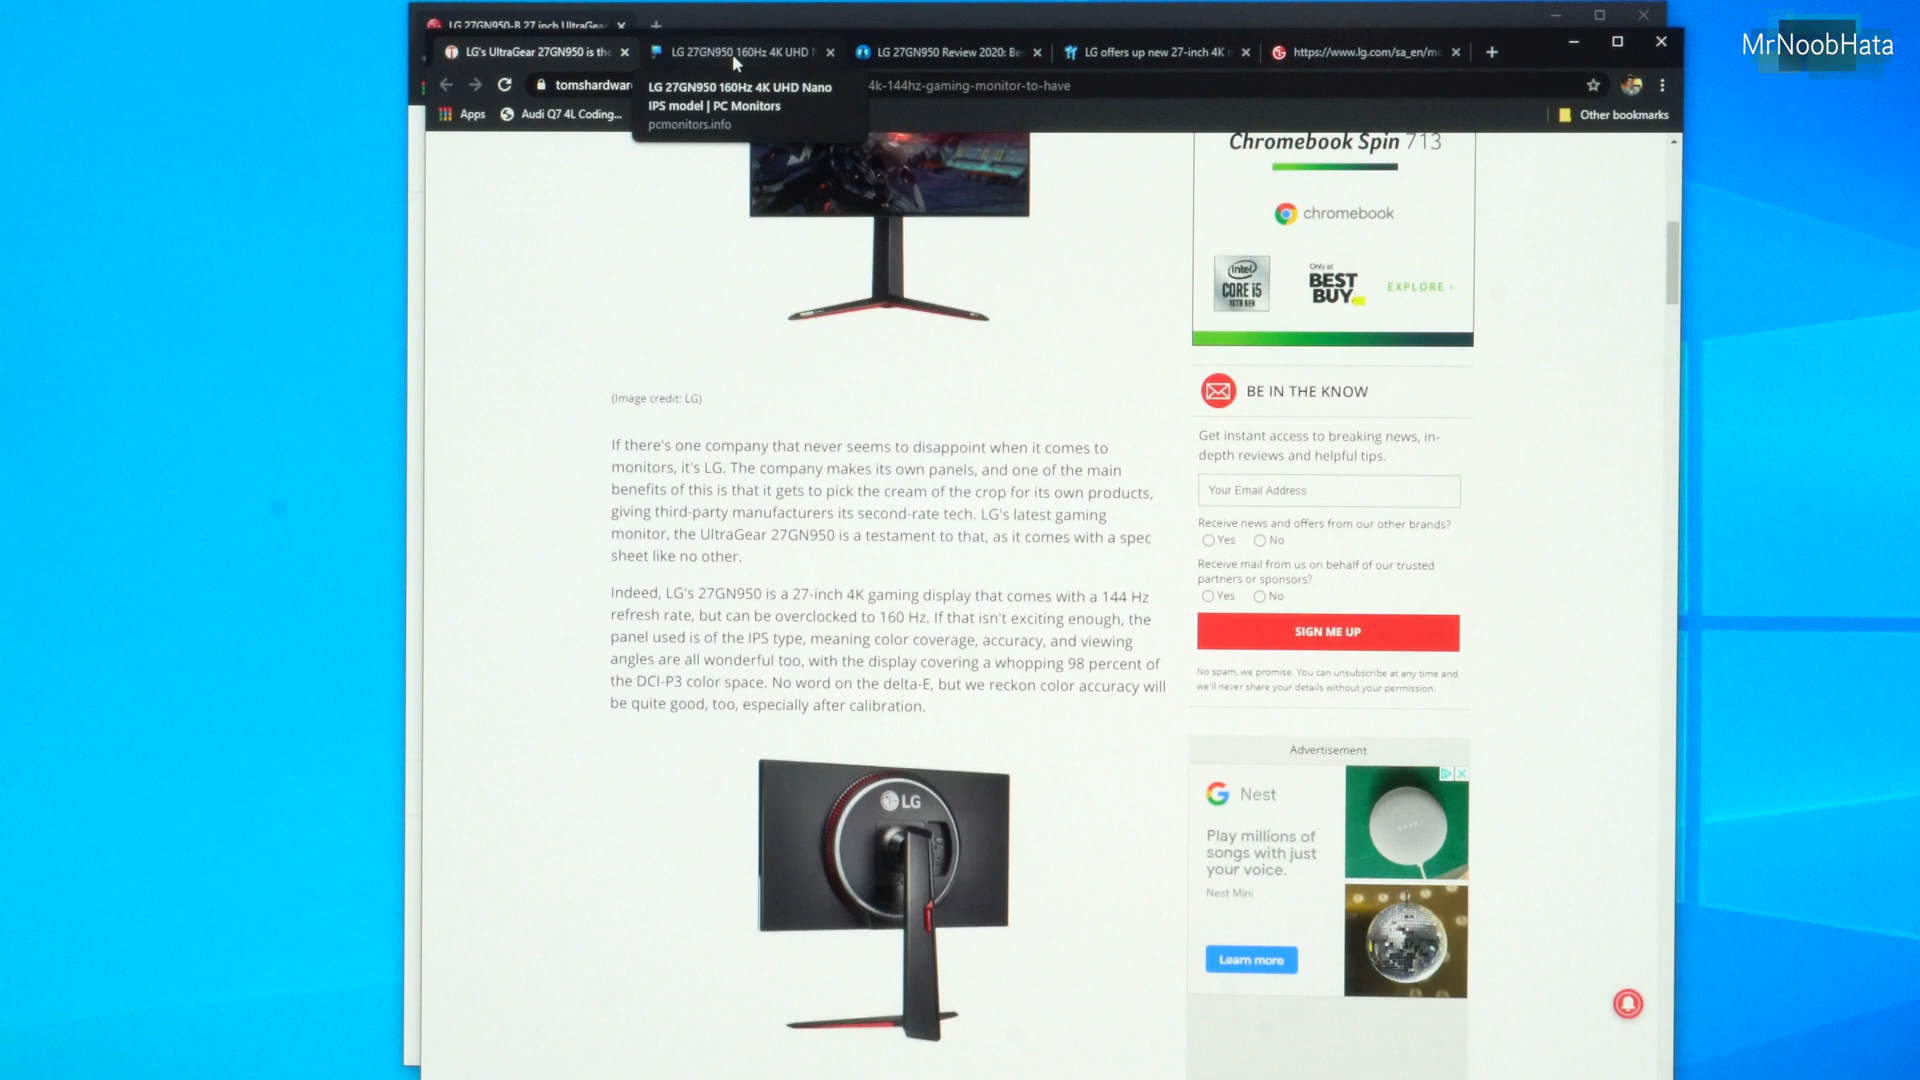 MrNoobHata
LG 27GN950-B 27 inch UltraGea
LG's UltraGear 27GN950 is the
LG 27GN950 160Hz 4K UHD N
LG 27GN950 Review 2020: Be
LG offers up new 27-inch 4K
https://www.lg.com/sa_en/m
tomshardwar
4k-144hz-gaming-monitor-to-have
LG 27GN950 160Hz 4K UHD Nano
IPS model | PC Monitors
pcmonitors.info
Apps
Audi Q7 4L Coding...
Other bookmarks
Chromebook Spin 713
chromebook
intel
CORE i5
10TH GEN
Only at
BEST
BUY
EXPLORE ›
(Image credit: LG)
If there's one company that never seems to disappoint when it comes to
monitors, it's LG. The company makes its own panels, and one of the main
benefits of this is that it gets to pick the cream of the crop for its own products,
giving third-party manufacturers its second-rate tech. LG's latest gaming
monitor, the UltraGear 27GN950 is a testament to that, as it comes with a spec
sheet like no other.
Indeed, LG's 27GN950 is a 27-inch 4K gaming display that comes with a 144 Hz
refresh rate, but can be overclocked to 160 Hz. If that isn't exciting enough, the
panel used is of the IPS type, meaning color coverage, accuracy, and viewing
angles are all wonderful too, with the display covering a whopping 98 percent of
the DCI-P3 color space. No word on the delta-E, but we reckon color accuracy will
be quite good, too, especially after calibration.
LG
BE IN THE KNOW
Get instant access to breaking news, in-
depth reviews and helpful tips.
Your Email Address
Receive news and offers from our other brands?
Yes No
Receive mail from us on behalf of our trusted
partners or sponsors?
Yes No
SIGN ME UP
No spam, we promise. You can unsubscribe at any time and
we'll never share your details without your permission.
Advertisement
Nest
Play millions of
songs with just
your voice.
Nest Mini
Learn more